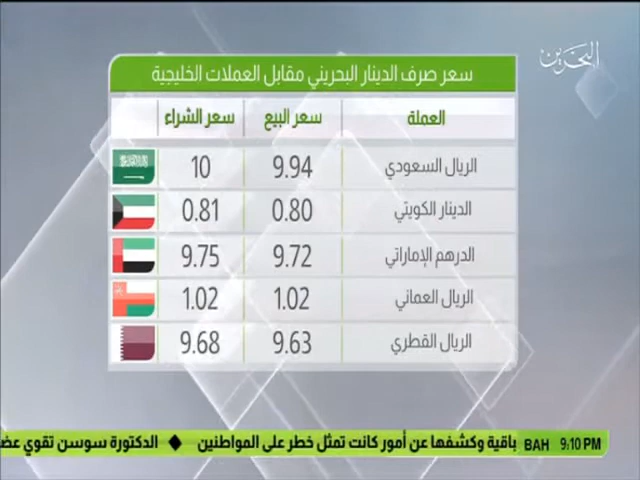 البحرين
سعر صرف الدينار البحريني مقابل العملات الخليجية
العملة سعر البيع سعر الشراء
الريال السعودي 9.94 10
الدينار الكويتي 0.80 0.81
الدرهم الإماراتي 9.72 9.75
الريال العماني 1.02 1.02
الريال القطري 9.63 9.68
باقية وكشفها عن أمور كانت تمثل خطر على المواطنين ◆ الدكتورة سوسن تقوي عض
BAH 9:10 PM